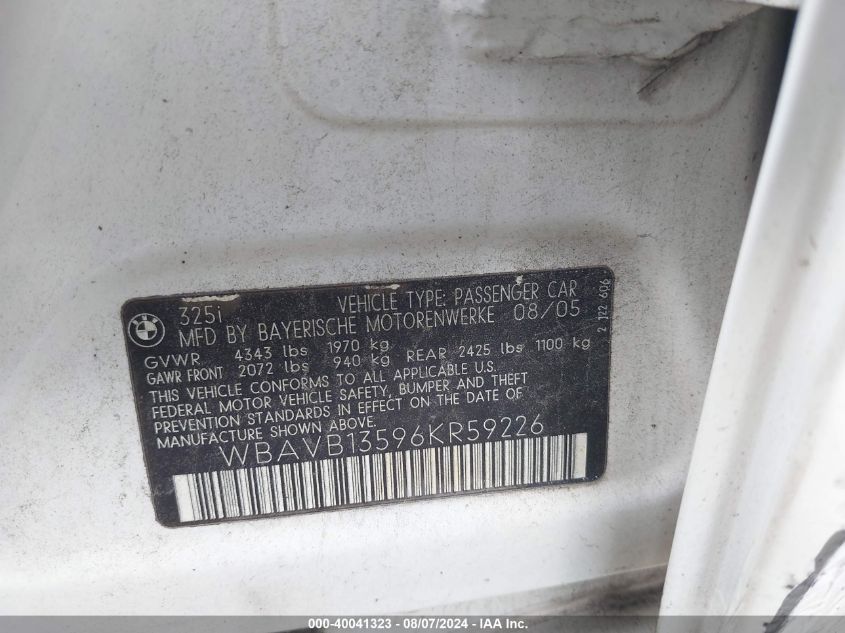 325i VEHICLE TYPE: PASSENGER CAR
MFD BY BAYERISCHE MOTORENWERKE 08/05
GVWR 4343 lbs 1970 kg
GAWR FRONT 2072 lbs 940 kg REAR 2425 lbs 1100 kg
THIS VEHICLE CONFORMS TO ALL APPLICABLE U.S.
FEDERAL MOTOR VEHICLE SAFETY, BUMPER AND THEFT
PREVENTION STANDARDS IN EFFECT ON THE DATE OF
MANUFACTURE SHOWN ABOVE.
WBAVB13596KR59226
2 122 606
000-40041323 - 08/07/2024 - IAA Inc.